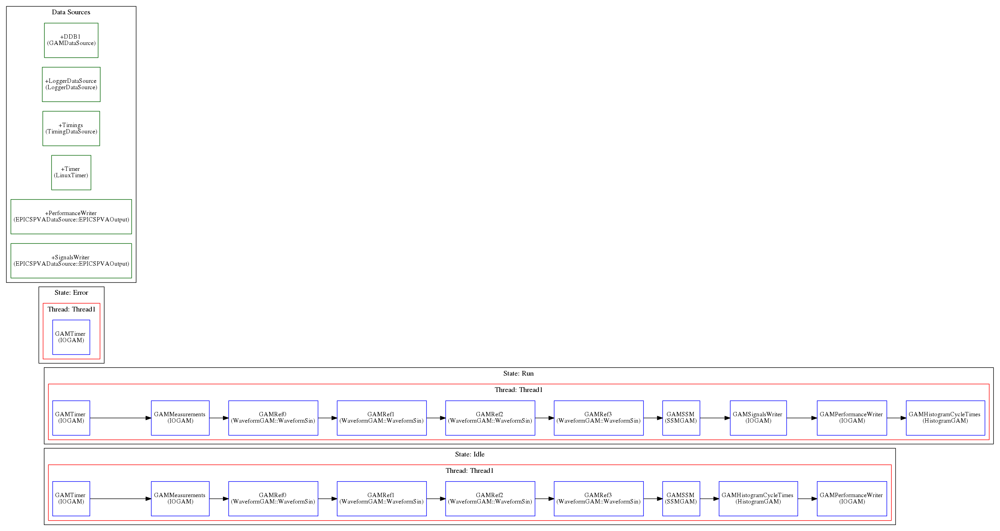 Data Sources
+DDB1
(GAMDataSource)
+LoggerDataSource
(LoggerDataSource)
+Timings
(TimingDataSource)
+Timer
(LinuxTimer)
+PerformanceWriter
(EPICSPVADataSource::EPICSPVAOutput)
+SignalsWriter
(EPICSPVADataSource::EPICSPVAOutput)
State: Error
Thread: Thread1
GAMTimer
(IOGAM)
State: Run
Thread: Thread1
GAMTimer
(IOGAM)
GAMMeasurements
(IOGAM)
GAMRef0
(WaveformGAM::WaveformSin)
GAMRef1
(WaveformGAM::WaveformSin)
GAMRef2
(WaveformGAM::WaveformSin)
GAMRef3
(WaveformGAM::WaveformSin)
GAMSSM
(SSMGAM)
GAMSignalsWriter
(IOGAM)
GAMPerformanceWriter
(IOGAM)
GAMHistogramCycleTimes
(HistogramGAM)
State: Idle
Thread: Thread1
GAMTimer
(IOGAM)
GAMMeasurements
(IOGAM)
GAMRef0
(WaveformGAM::WaveformSin)
GAMRef1
(WaveformGAM::WaveformSin)
GAMRef2
(WaveformGAM::WaveformSin)
GAMRef3
(WaveformGAM::WaveformSin)
GAMSSM
(SSMGAM)
GAMHistogramCycleTimes
(HistogramGAM)
GAMPerformanceWriter
(IOGAM)